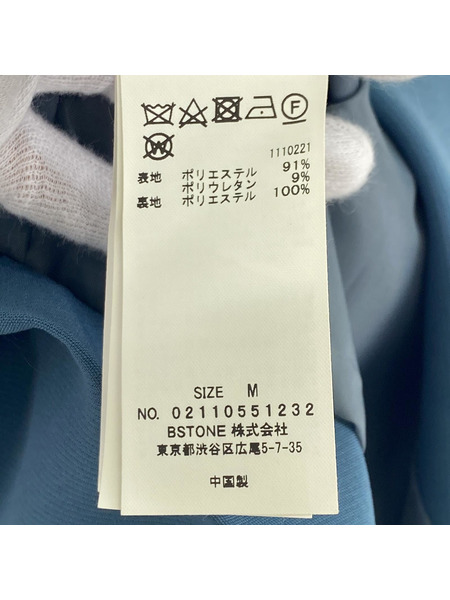 F
W
1110221
表地 ポリエステル 91%
ポリウレタン 9%
裏地 ポリエステル 100%
SIZE M
NO. 02110551232
BSTONE 株式会社
東京都渋谷区広尾5-7-35
中国製